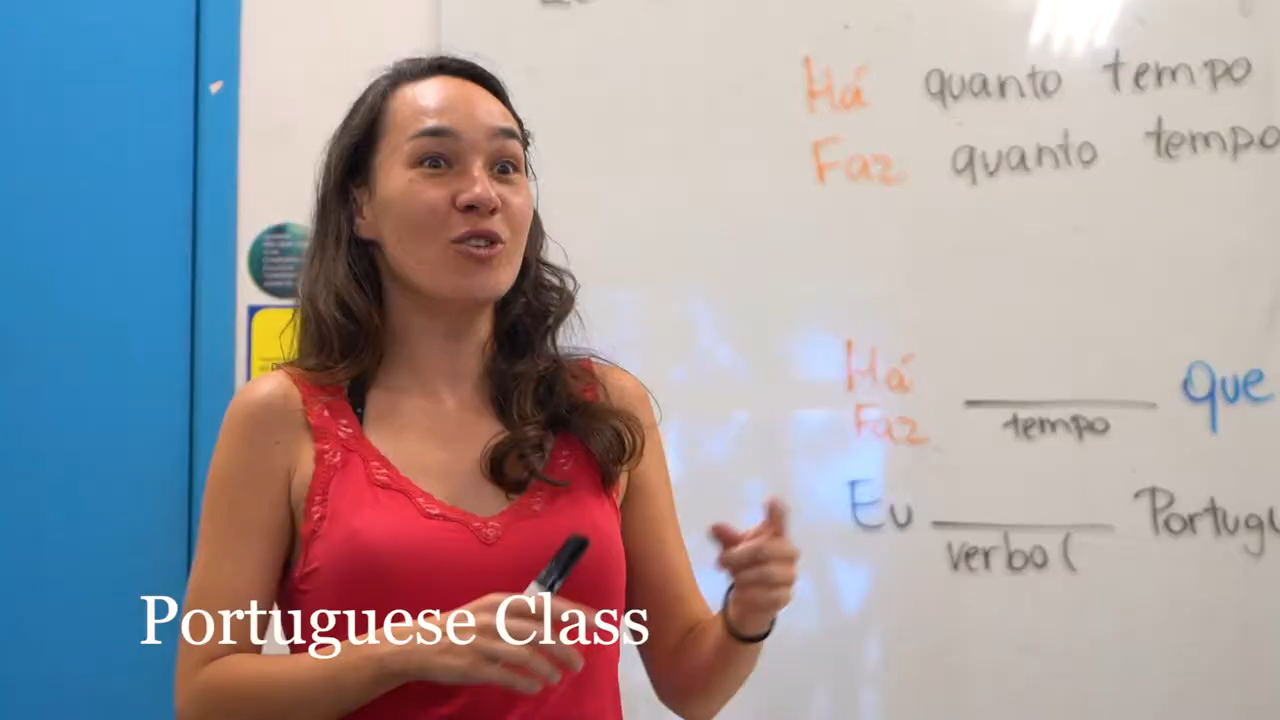 Há quanto tempo
Faz quanto tempo
Há
Faz
tempo
Que
Eu
verbo (
Portugu
Portuguese Class